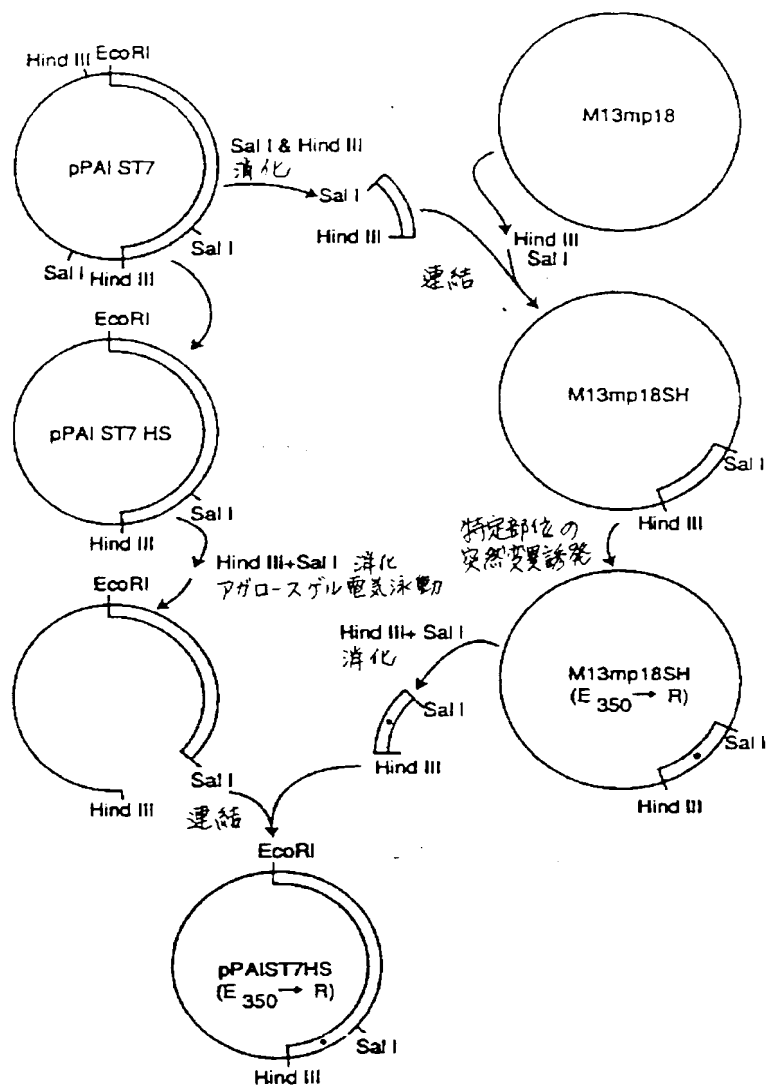 Hind III
EcoRI
pPAI ST7
Sal I
Hind III
Sal I
Sal I & Hind III
消化
Sal I
Hind III
M13mp18
Hind III
Sal I
連結
EcoRI
pPAI ST7 HS
Hind III
Sal I
M13mp18SH
Sal I
Hind III
特定部位の
突然変異誘発
Hind III+Sal I 消化
アガロースゲル電気泳動
EcoRI
Sal I
Hind III
連結
Hind III+ Sal I
消化
Sal I
Hind III
M13mp18SH
(E 350 → R)
Sal I
Hind III
EcoRI
pPAIST7HS
(E 350 → R)
Sal I
Hind III